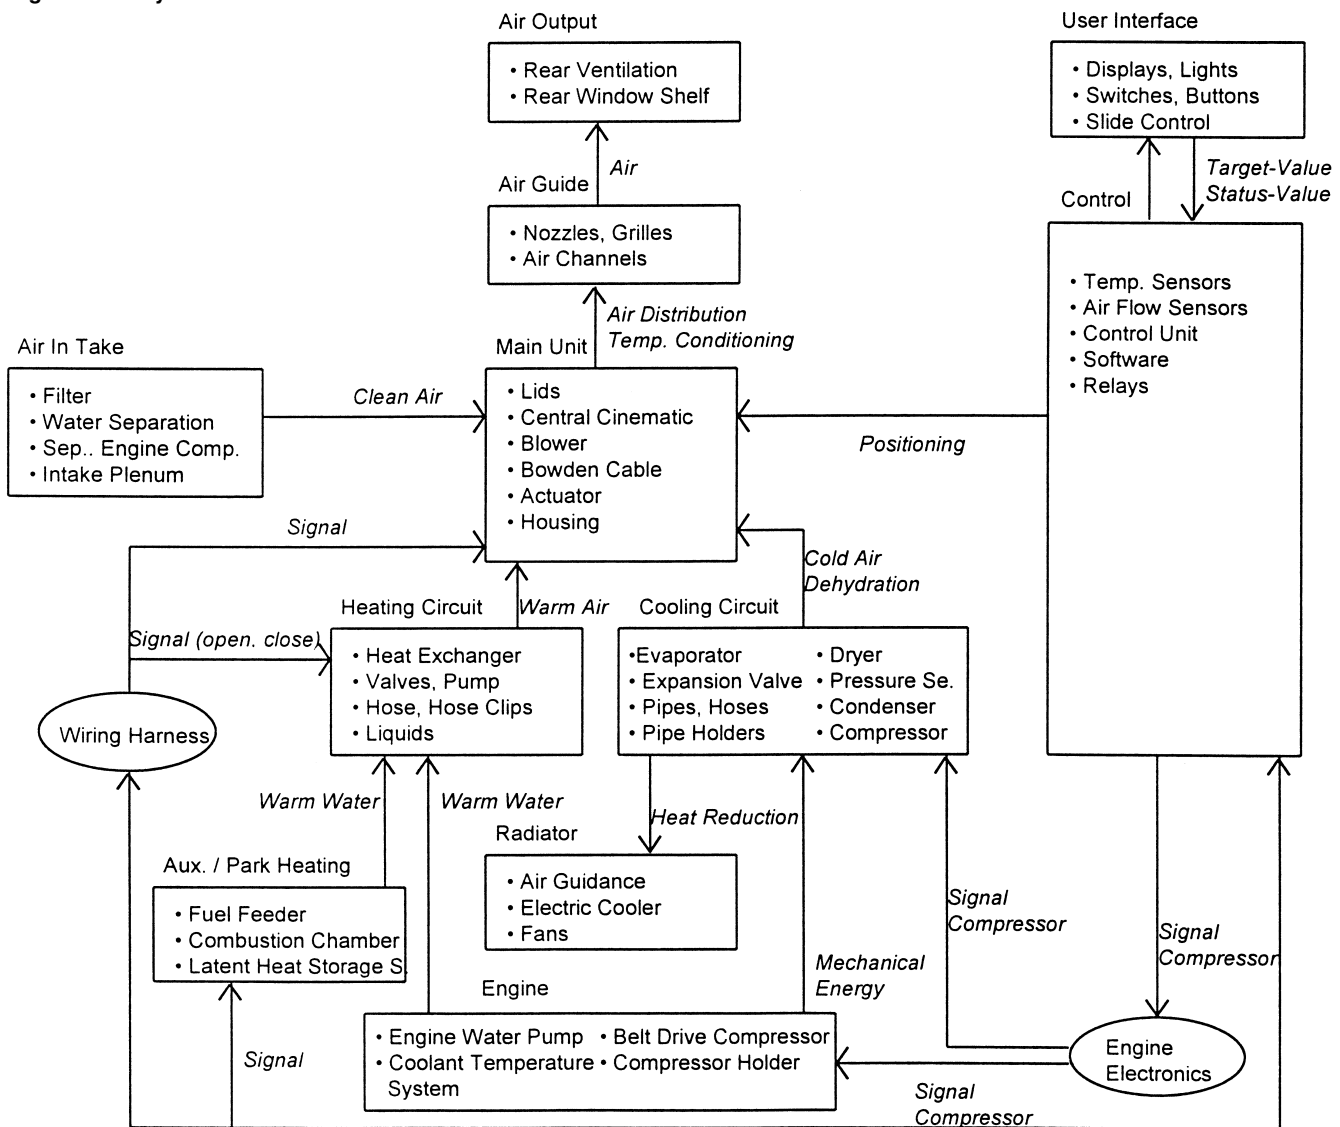 Air Output
• Rear Ventilation
• Rear Window Shelf
User Interface
• Displays, Lights
• Switches, Buttons
• Slide Control
Air
Air Guide
Target-Value
Status-Value
Control
• Nozzles, Grilles
• Air Channels
• Temp. Sensors
• Air Flow Sensors
• Control Unit
• Software
• Relays
Air Distribution
Temp. Conditioning
Air In Take
• Filter
• Water Separation
• Sep.. Engine Comp.
• Intake Plenum
Clean Air
Main Unit
• Lids
• Central Cinematic
• Blower
• Bowden Cable
• Actuator
• Housing
Positioning
Signal
Cold Air
Dehydration
Heating Circuit
Warm Air
Cooling Circuit
Signal (open. close)
• Heat Exchanger
• Valves, Pump
• Hose, Hose Clips
• Liquids
•Evaporator
• Expansion Valve
• Pipes, Hoses
• Pipe Holders
• Dryer
• Pressure Se.
• Condenser
• Compressor
Wiring Harness
Warm Water
Warm Water
Heat Reduction
Radiator
• Air Guidance
• Electric Cooler
• Fans
Aux. / Park Heating
• Fuel Feeder
• Combustion Chamber
• Latent Heat Storage S.
Signal
Compressor
Signal
Compressor
Mechanical
Energy
Engine
• Engine Water Pump
• Coolant Temperature
System
• Belt Drive Compressor
• Compressor Holder
Signal
Engine
Electronics
Signal
Compressor